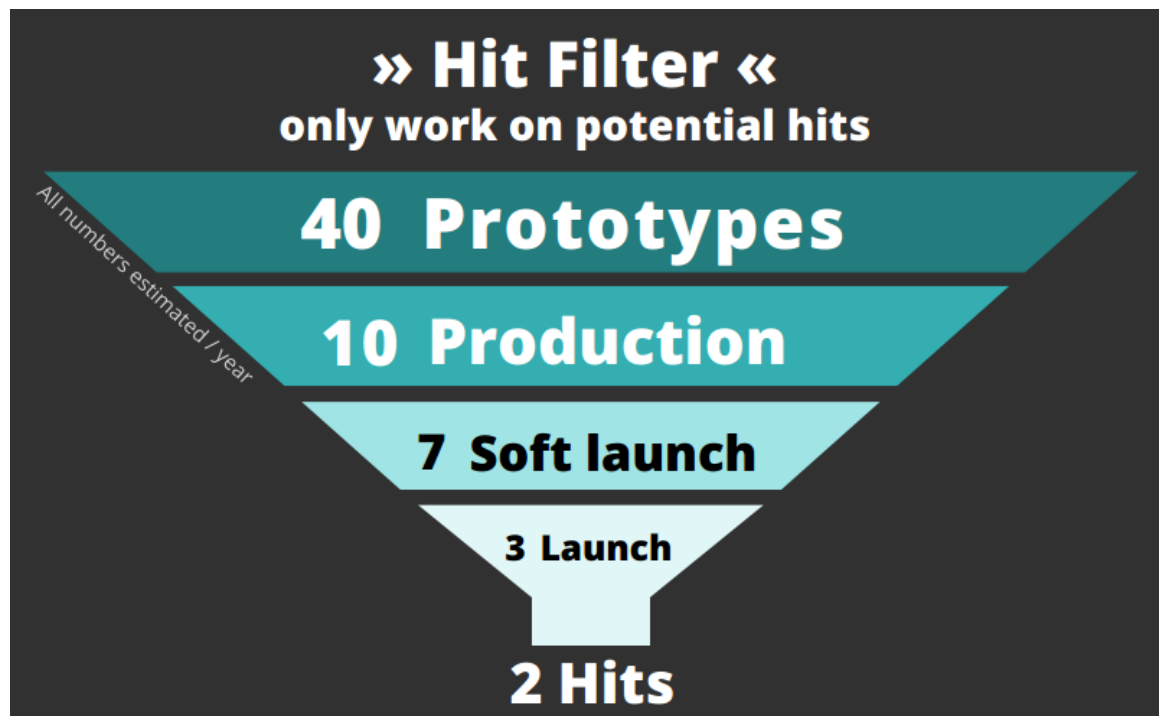 » Hit Filter «
only work on potential hits
All numbers estimated / year
40 Prototypes
10 Production
7 Soft launch
3 Launch
2 Hits